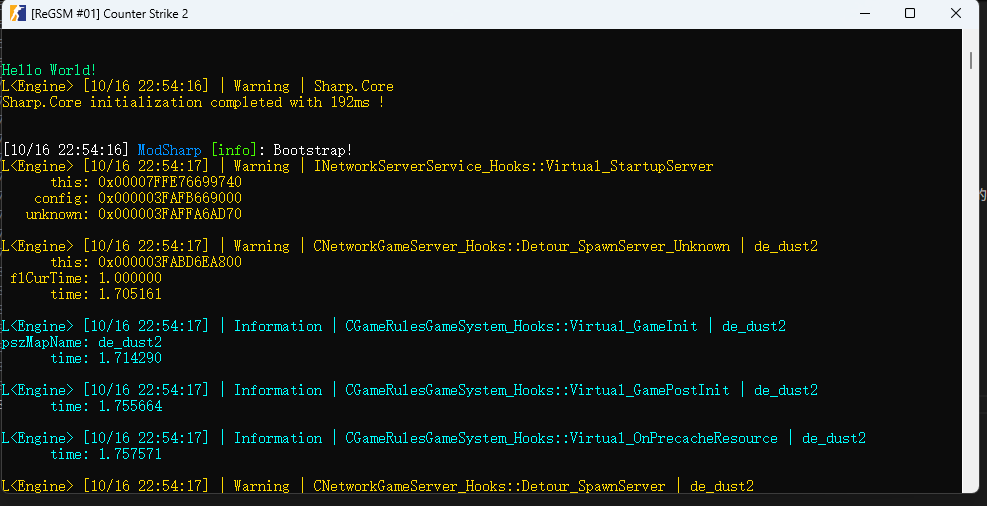 [ReGSM #01] Counter Strike 2
Hello World!
L<Engine> [10/16 22:54:16] | Warning | Sharp.Core
Sharp.Core initialization completed with 192ms !
[10/16 22:54:16] ModSharp [info]: Bootstrap!
L<Engine> [10/16 22:54:17] | Warning | INetworkServerService_Hooks::Virtual_StartupServer
this: 0x00007FFE76699740
config: 0x000003FAFB669000
unknown: 0x000003FAFFA6AD70
L<Engine> [10/16 22:54:17] | Warning | CNetworkGameServer_Hooks::Detour_SpawnServer_Unknown | de_dust2
this: 0x000003FABD6EA800
flCurTime: 1.000000
time: 1.705161
L<Engine> [10/16 22:54:17] | Information | CGameRulesGameSystem_Hooks::Virtual_GameInit | de_dust2
pszMapName: de_dust2
time: 1.714290
L<Engine> [10/16 22:54:17] | Information | CGameRulesGameSystem_Hooks::Virtual_GamePostInit | de_dust2
time: 1.755664
L<Engine> [10/16 22:54:17] | Information | CGameRulesGameSystem_Hooks::Virtual_OnPrecacheResource | de_dust2
time: 1.757571
L<Engine> [10/16 22:54:17] | Warning | CNetworkGameServer_Hooks::Detour_SpawnServer | de_dust2